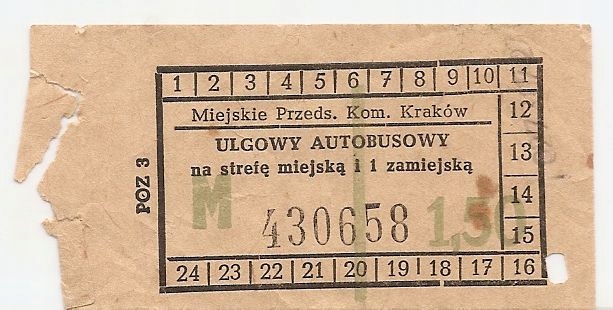 1 2 3 4 5 6 7 8 9 10 11
Miejskie Przeds. Kom. Kraków
12
ULGOWY AUTOBUSOWY
13
na strefę miejską i 1 zamiejską
14
POZ 3
M 430658 1,50
15
24 23 22 21 20 19 18 17 16